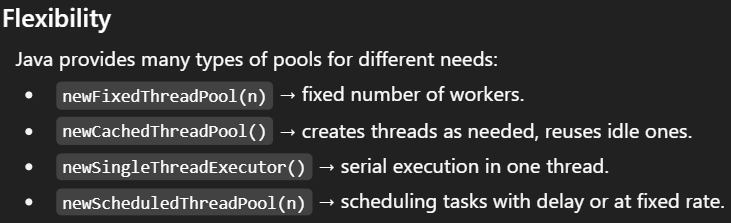 Flexibility
Java provides many types of pools for different needs:
• newFixedThreadPool(n) → fixed number of workers.
• newCachedThreadPool() → creates threads as needed, reuses idle ones.
• newSingleThreadExecutor() → serial execution in one thread.
• newScheduledThreadPool(n) → scheduling tasks with delay or at fixed rate.